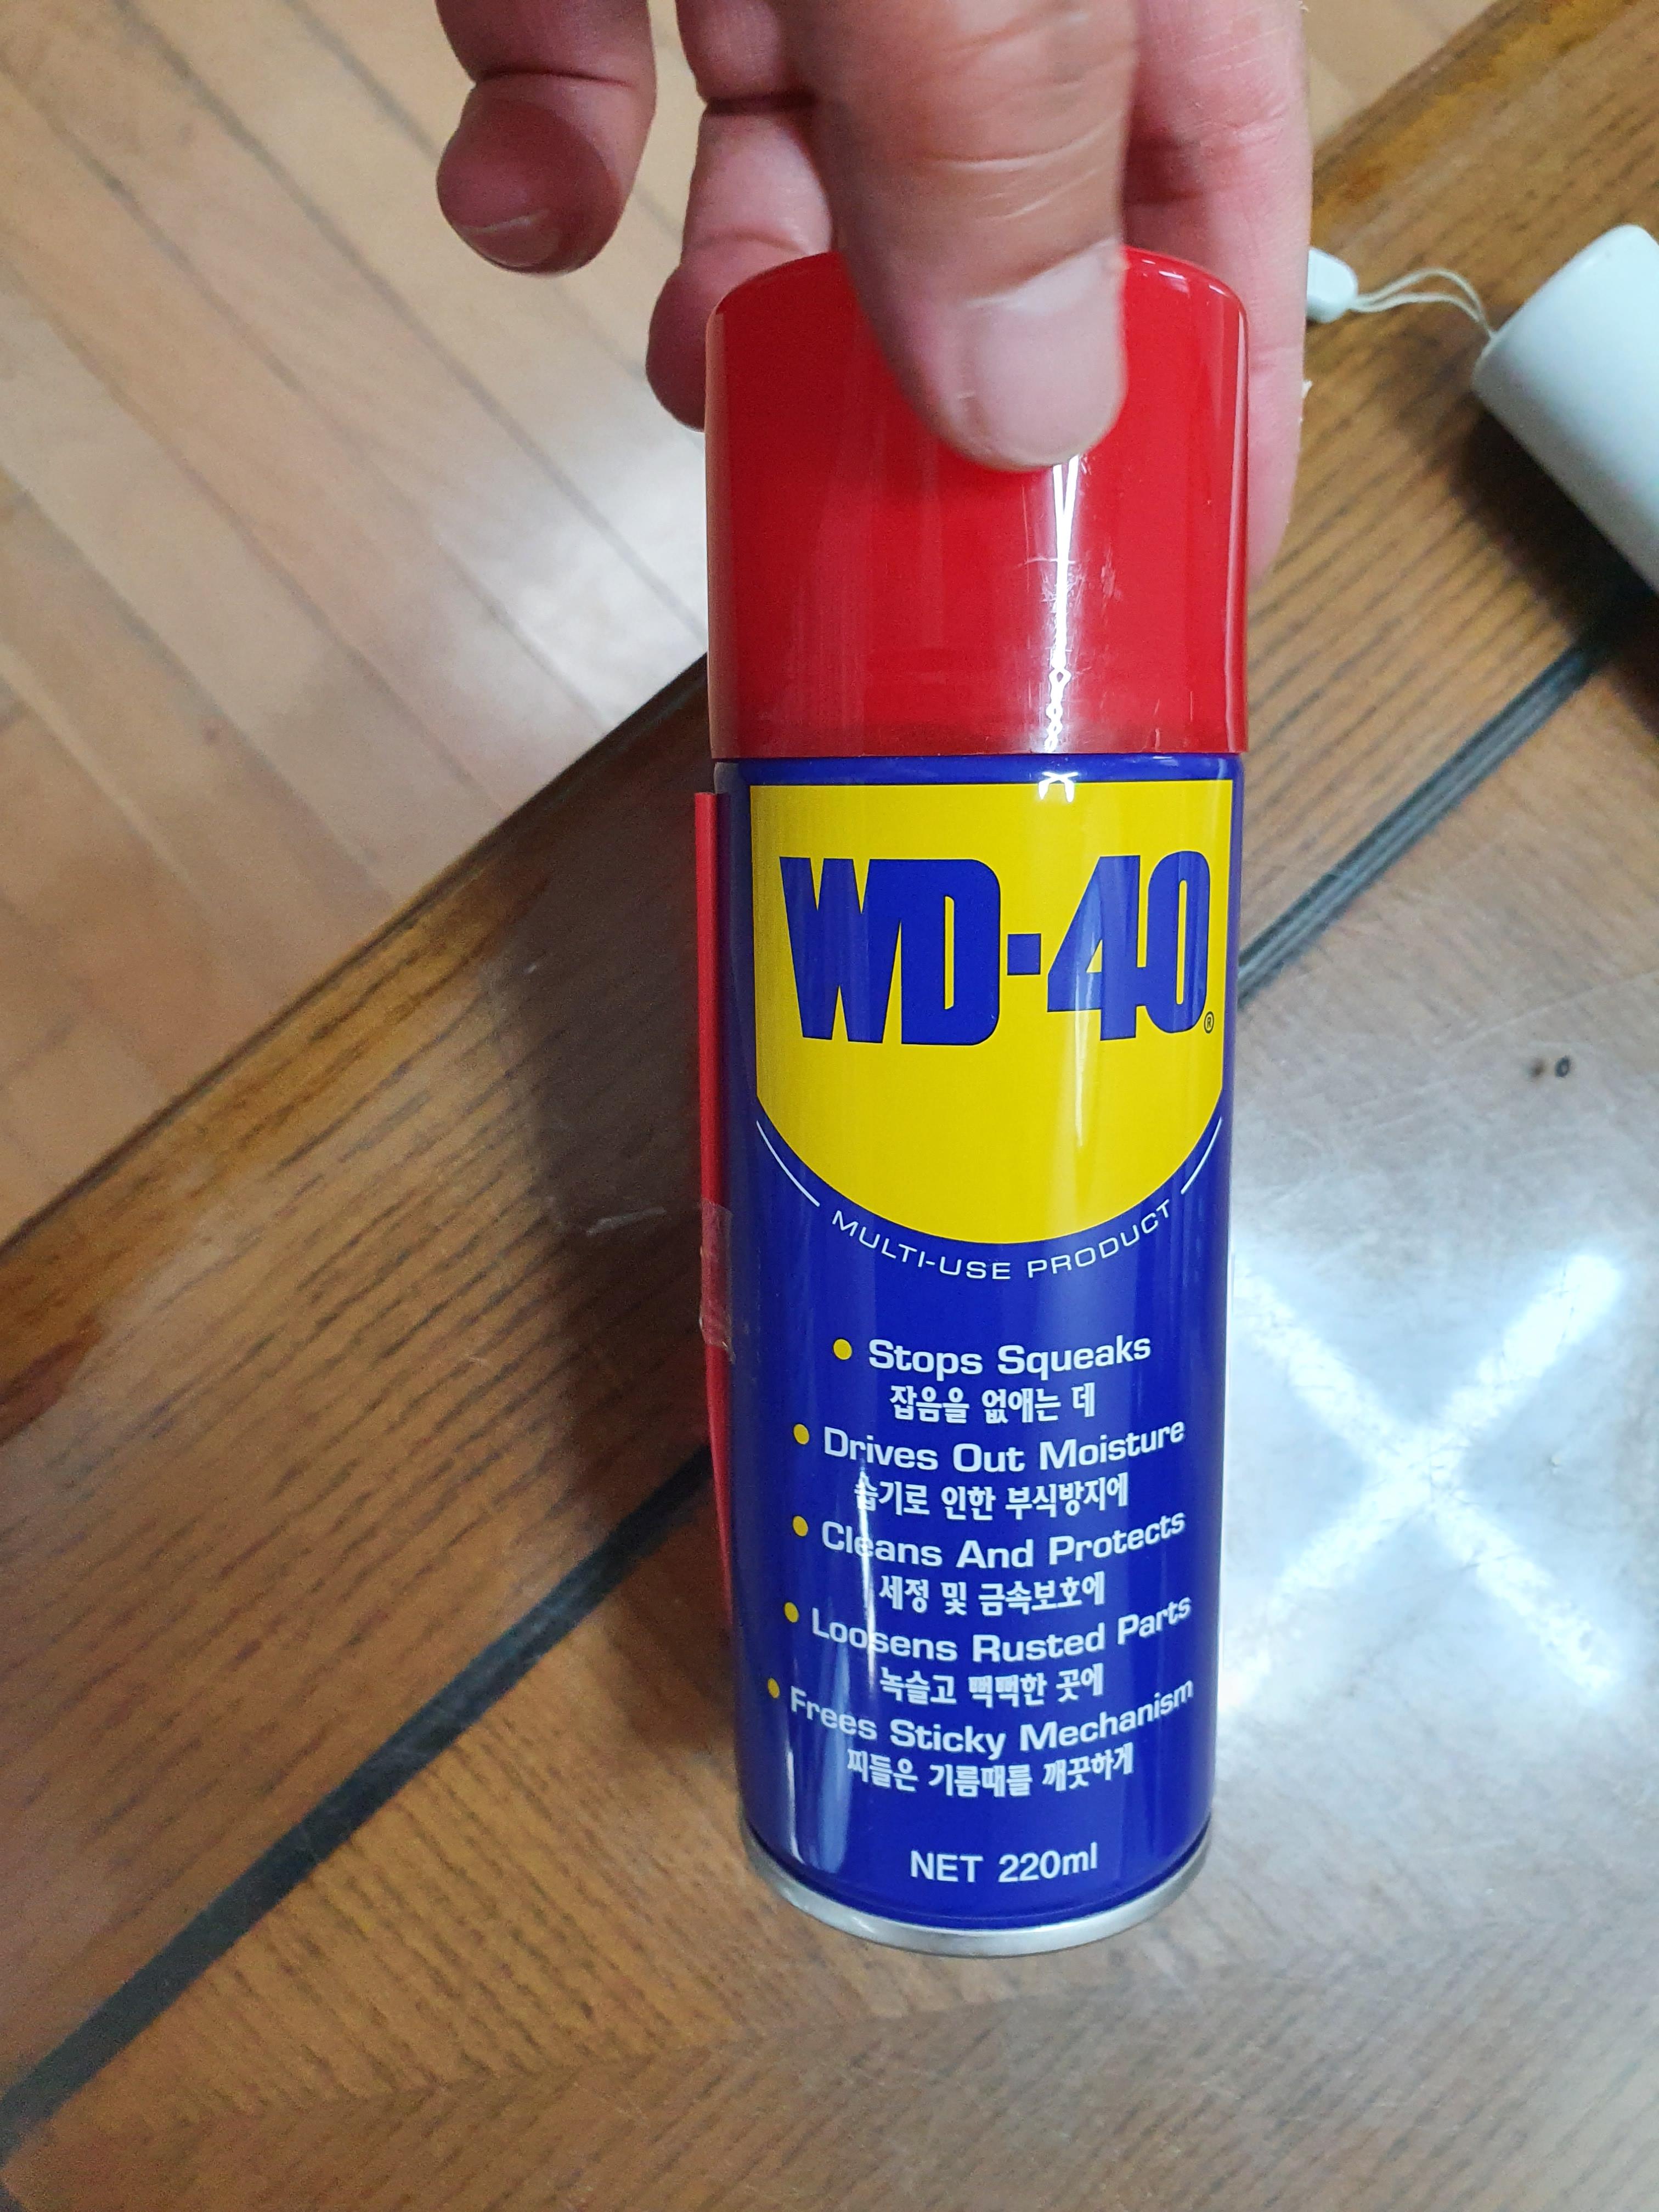 WD-40®
MULTI-USE PRODUCT
• Stops Squeaks
잡음을 없애는 데
• Drives Out Moisture
습기로 인한 부식방지에
• Cleans And Protects
세정 및 금속보호에
• Loosens Rusted Parts
녹슬고 뻑뻑한 곳에
• Frees Sticky Mechanism
찌들은 기름때를 깨끗하게
NET 220ml